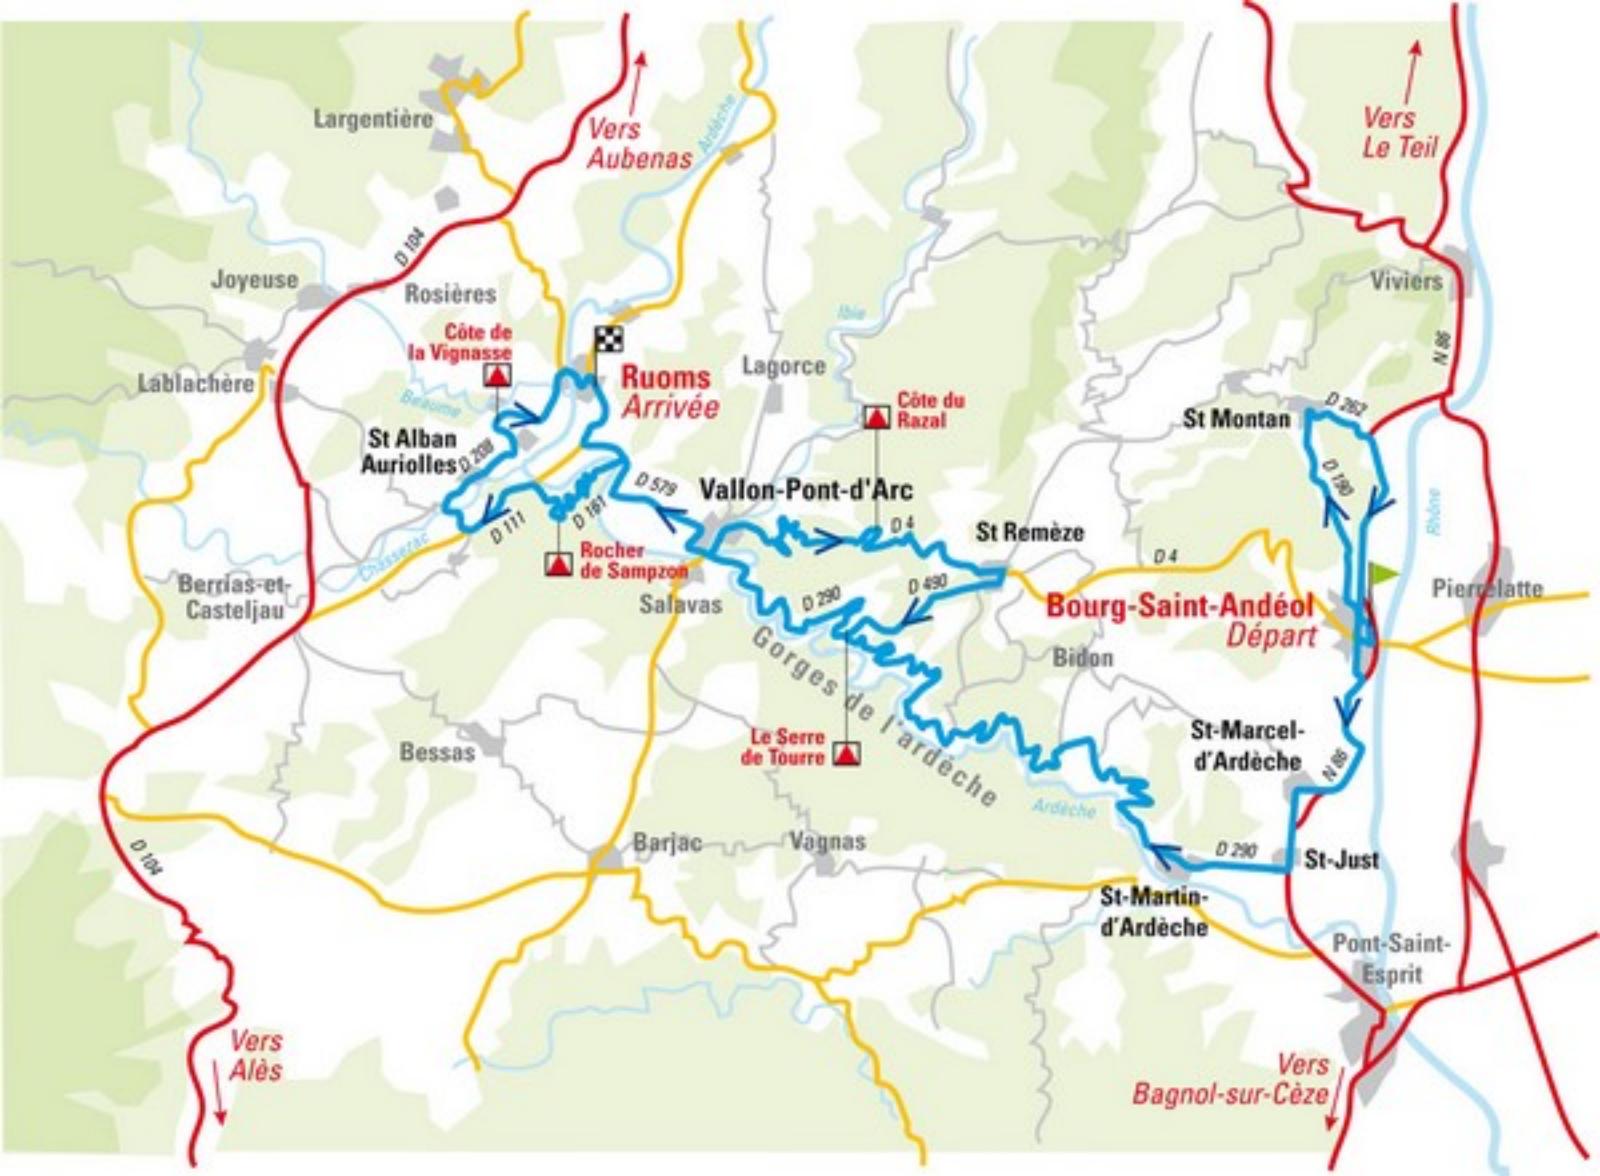 Largentière
Vers
Aubenas
Ardèche
Vers
Le Teil
D 104
Joyeuse
Rosières
Viviers
Ibie
Côte de
la Vignasse
N 86
Lablachère
Beaume
Ruoms
Arrivée
Lagorce
Côte du
Razal
D 262
St Montan
St Alban
Auriolles
D 208
D 190
D 579
Vallon-Pont-d'Arc
Rhône
D 111
D 161
D 4
St Remèze
D 4
Chassezac
Rocher
de Sampzon
Berrias-et-
Casteljau
Salavas
D 290
D 490
Bourg-Saint-Andéol
Départ
Pierrelatte
Gorges de l'ardèche
Bidon
Bessas
Le Serre
de Tourre
St-Marcel-
d'Ardèche
N 86
Ardèche
Barjac
Vagnas
D 290
St-Just
D 104
St-Martin-
d'Ardèche
Pont-Saint-
Esprit
Vers
Alès
Vers
Bagnol-sur-Cèze